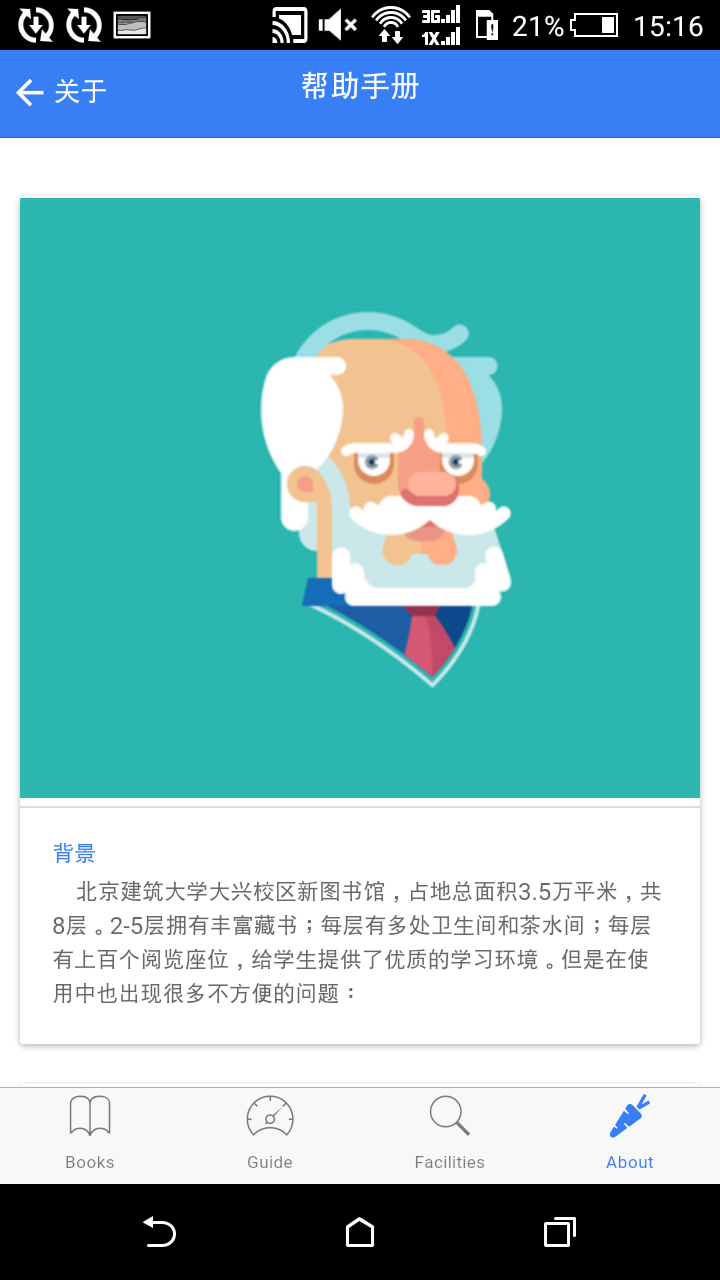 3G
1X
21%
15:16
关于
帮助手册
背景
北京建筑大学大兴校区新图书馆，占地总面积3.5万平米，共
8层。2-5层拥有丰富藏书；每层有多处卫生间和茶水间；每层
有上百个阅览座位，给学生提供了优质的学习环境。但是在使
用中也出现很多不方便的问题：
Books
Guide
Facilities
About